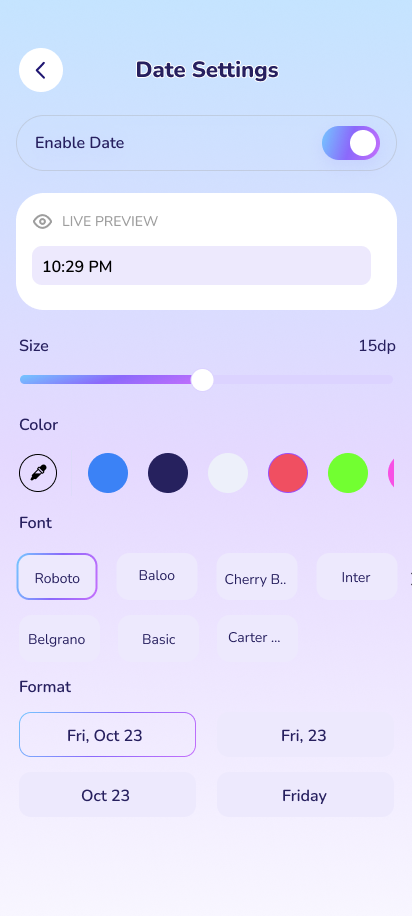 Date Settings
Enable Date
LIVE PREVIEW
10:29 PM
Size 15dp
Color
Font
Roboto Baloo Cherry B.. Inter
Belgrano Basic Carter ...
Format
Fri, Oct 23 Fri, 23
Oct 23 Friday